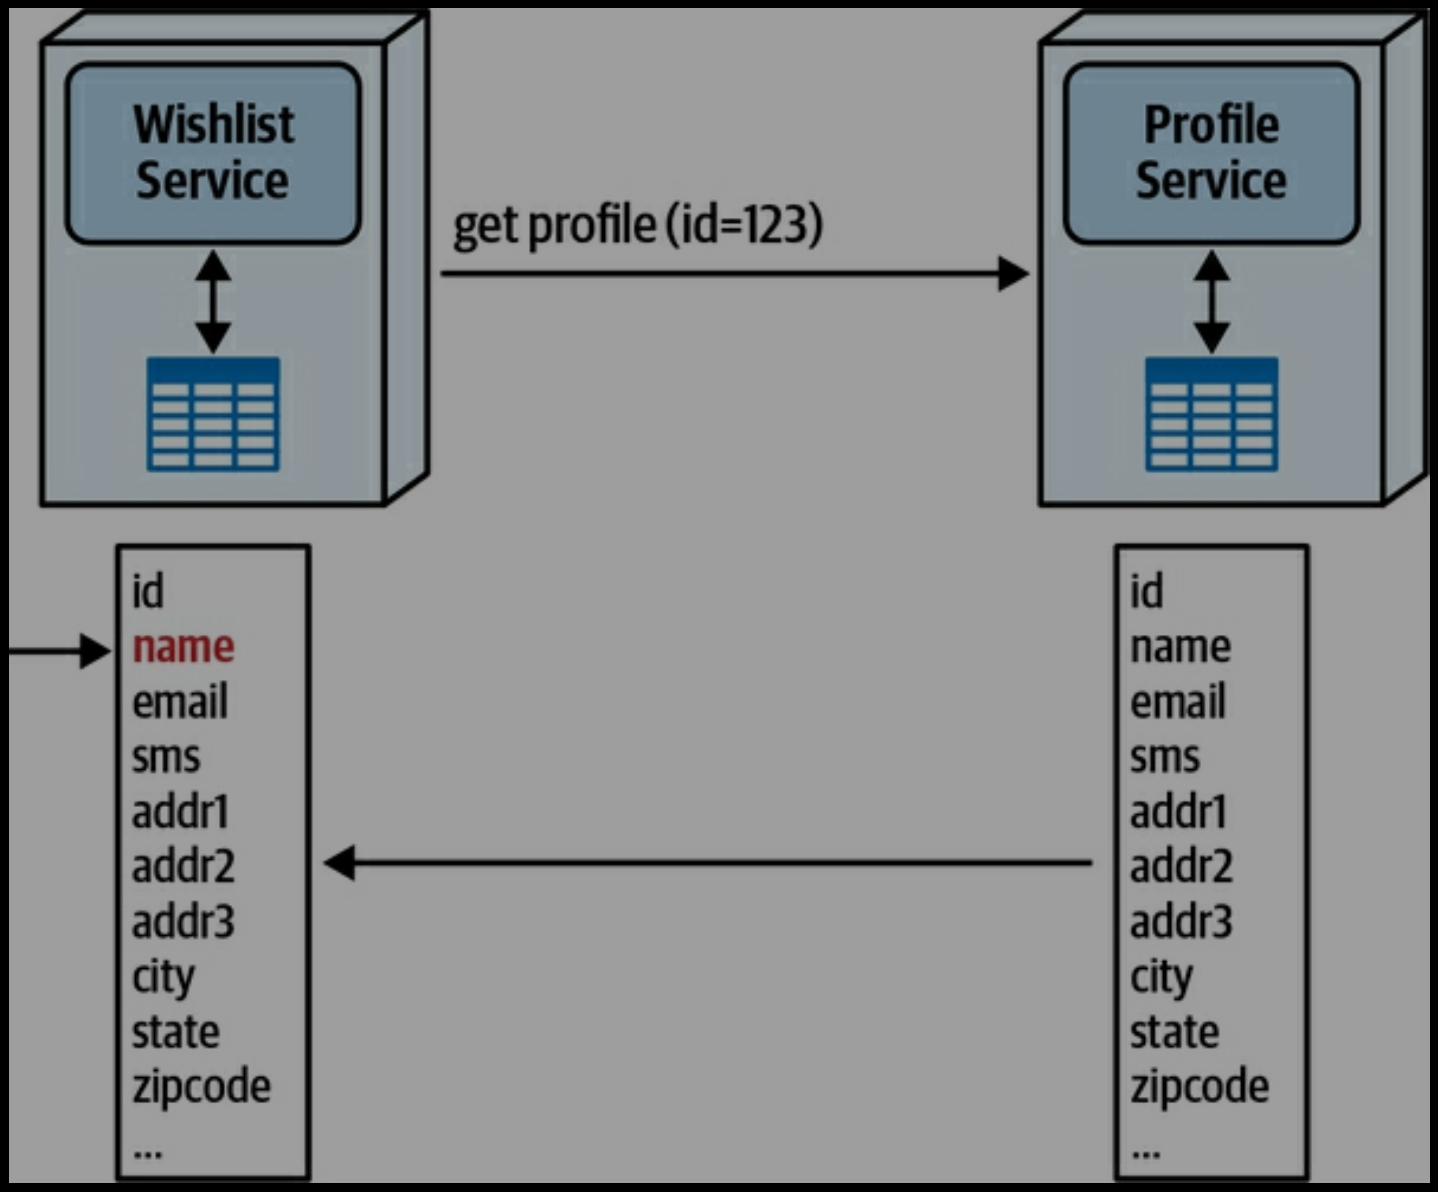 Wishlist
Service
get profile (id=123)
Profile
Service
id
name
email
sms
addr1
addr2
addr3
city
state
zipcode
...
id
name
email
sms
addr1
addr2
addr3
city
state
zipcode
...